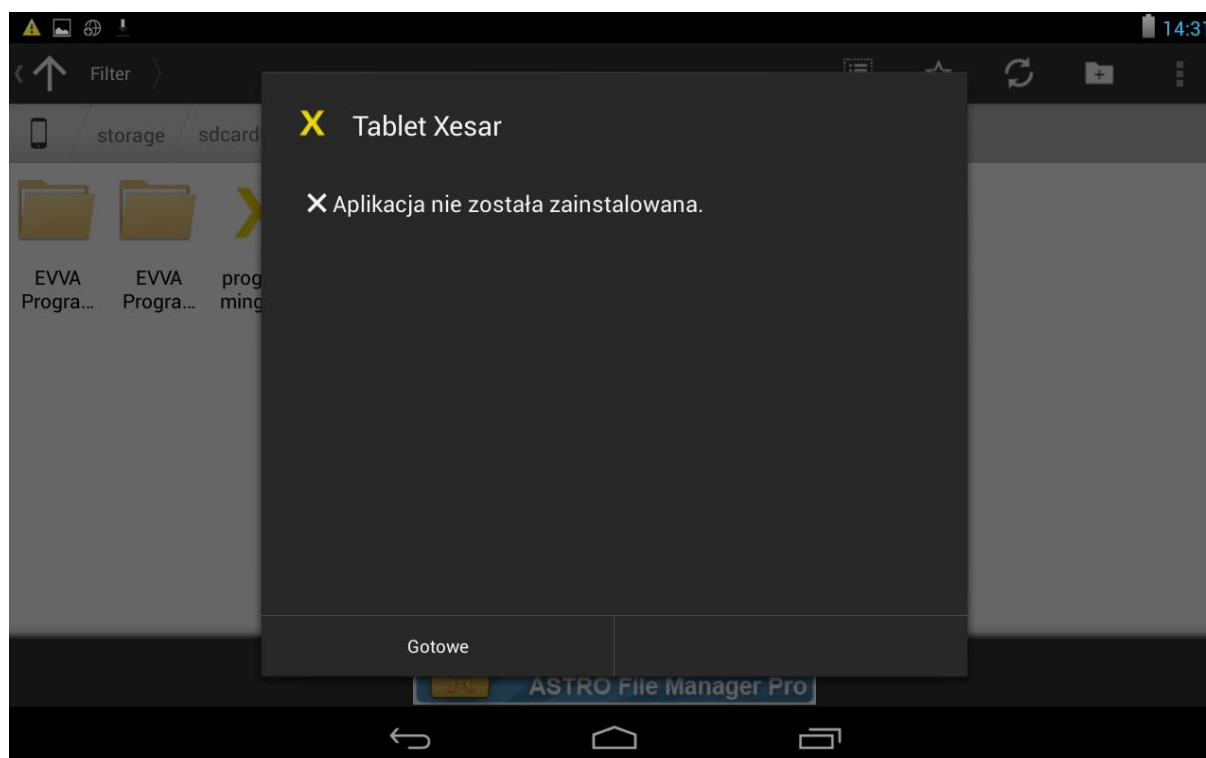 14:31
Filter
storage
sdcard
X Tablet Xesar
Aplikacja nie została zainstalowana.
EVVA
Progra...
EVVA
Progra...
prog
ming
Gotowe
ASTRO File Manager Pro